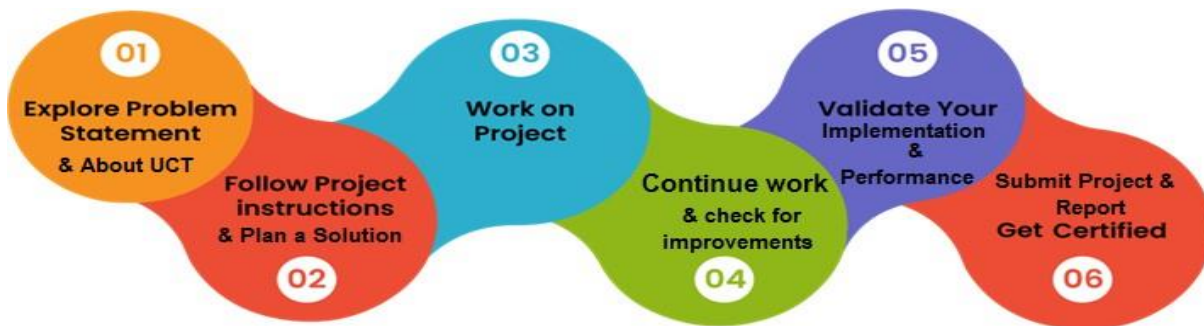 01
Explore Problem
Statement
& About UCT
Follow Project
instructions
& Plan a Solution
02
03
Work on
Project
Continue work
& check for
improvements
04
05
Validate Your
Implementation
&
Performance
Submit Project &
Report
Get Certified
06